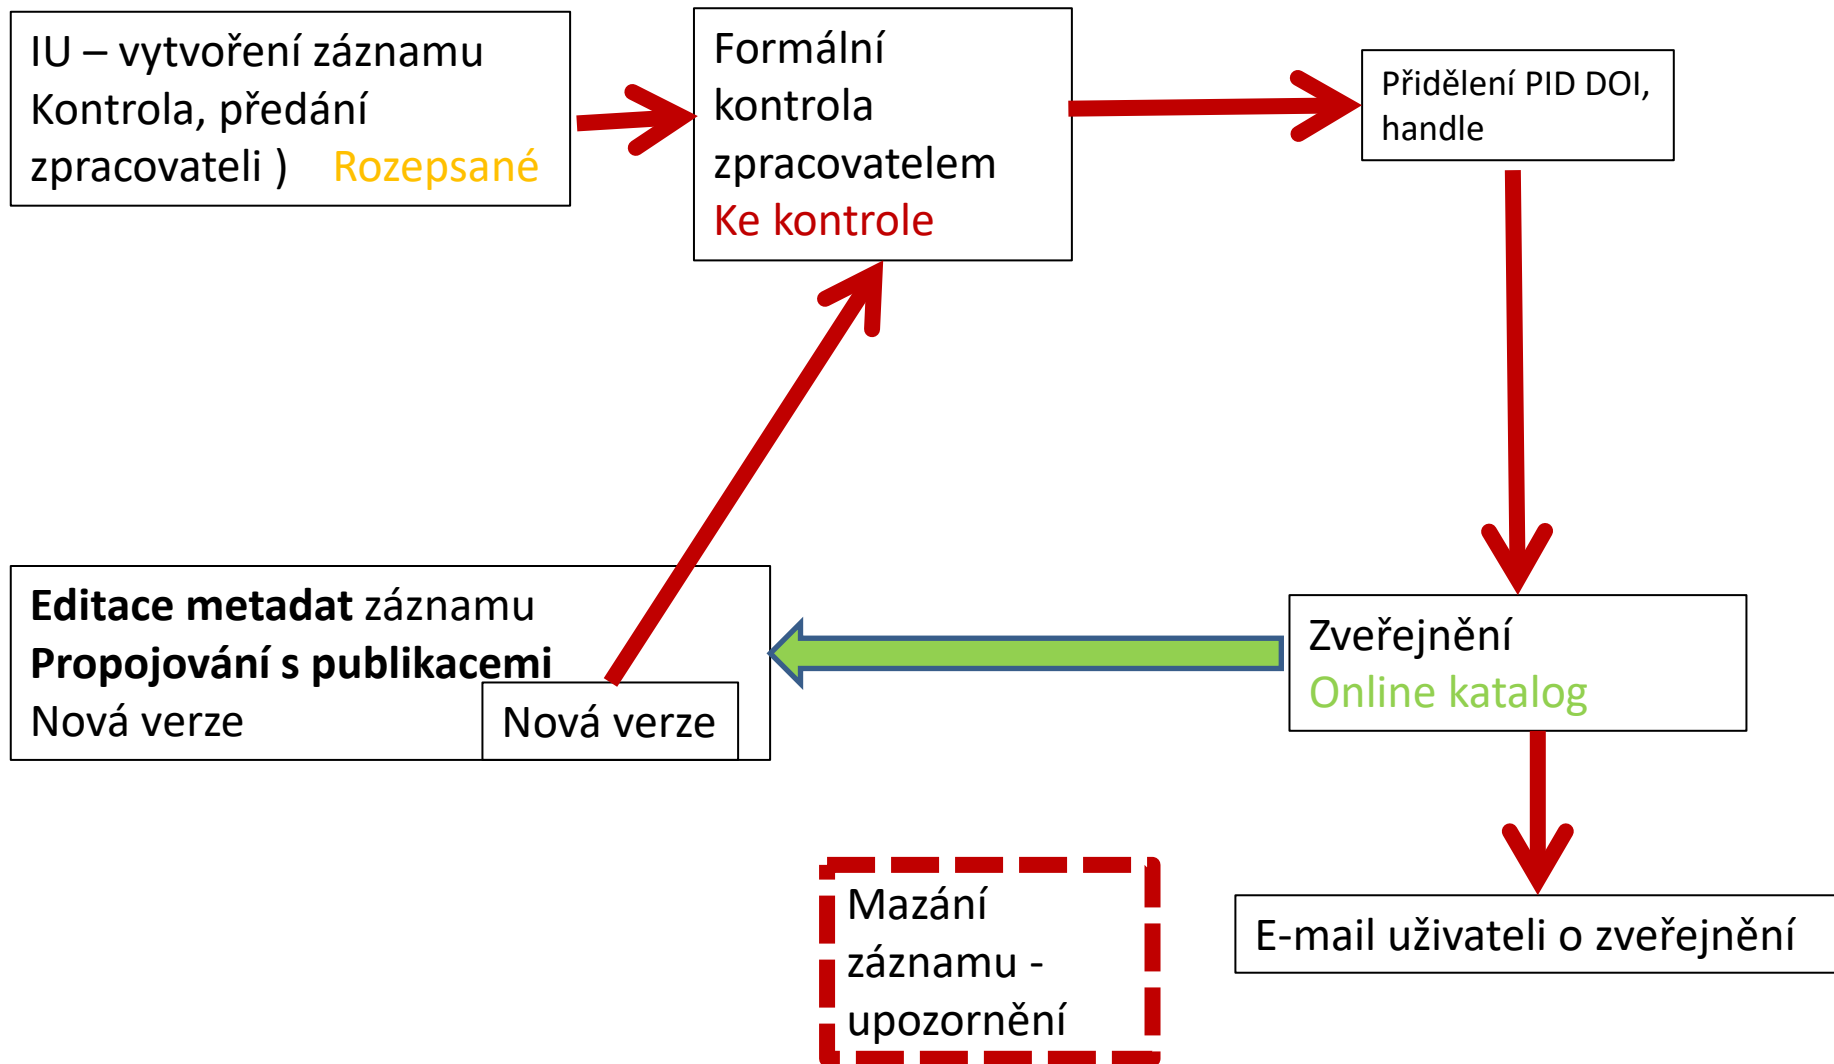 IU – vytvoření záznamu
Kontrola, předání
zpracovateli ) Rozepsané
Formální
kontrola
zpracovatelem
Ke kontrole
Přidělení PID DOI,
handle
Editace metadat záznamu
Propojování s publikacemi
Nová verze
Nová verze
Zveřejnění
Online katalog
Mazání
záznamu -
upozornění
E-mail uživateli o zveřejnění